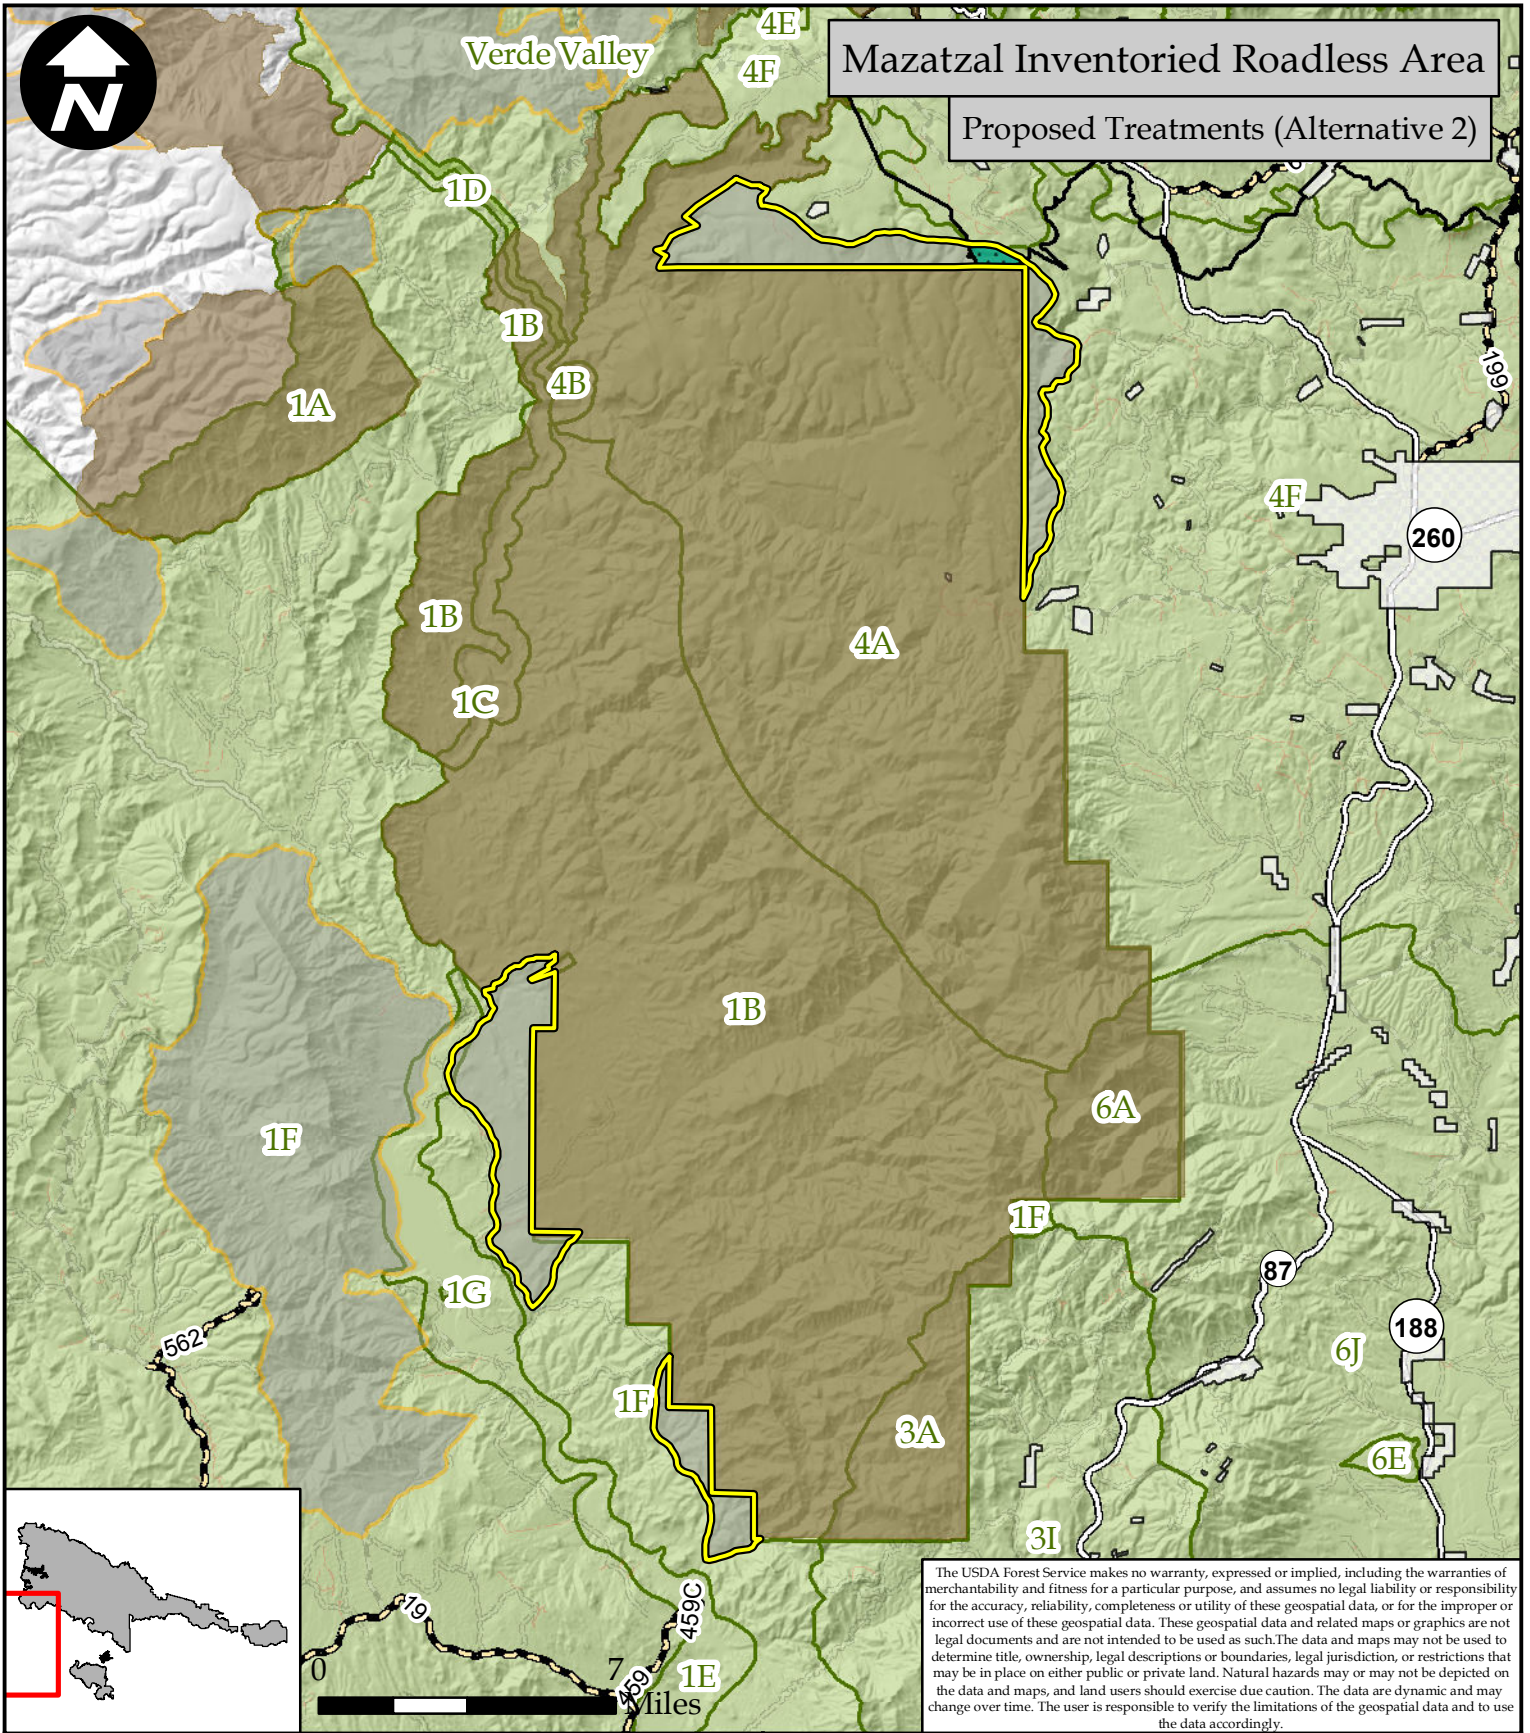 N
Mazatzal Inventoried Roadless Area
Proposed Treatments (Alternative 2)
4E
Verde Valley
4F
1D
1B
199
4B
1A
4F
260
1B
4A
1C
1B
6A
1F
1F
87
1G
188
562
6J
1F
3A
6E
3I
19
459C
0
7
459
1E
Miles
The USDA Forest Service makes no warranty, expressed or implied, including the warranties of
merchantability and fitness for a particular purpose, and assumes no legal liability or responsibility
for the accuracy, reliability, completeness or utility of these geospatial data, or for the improper or
incorrect use of these geospatial data. These geospatial data and related maps or graphics are not
legal documents and are not intended to be used as such.The data and maps may not be used to
determine title, ownership, legal descriptions or boundaries, legal jurisdiction, or restrictions that
may be in place on either public or private land. Natural hazards may or may not be depicted on
the data and maps, and land users should exercise due caution. The data are dynamic and may
change over time. The user is responsible to verify the limitations of the geospatial data and to use
the data accordingly.